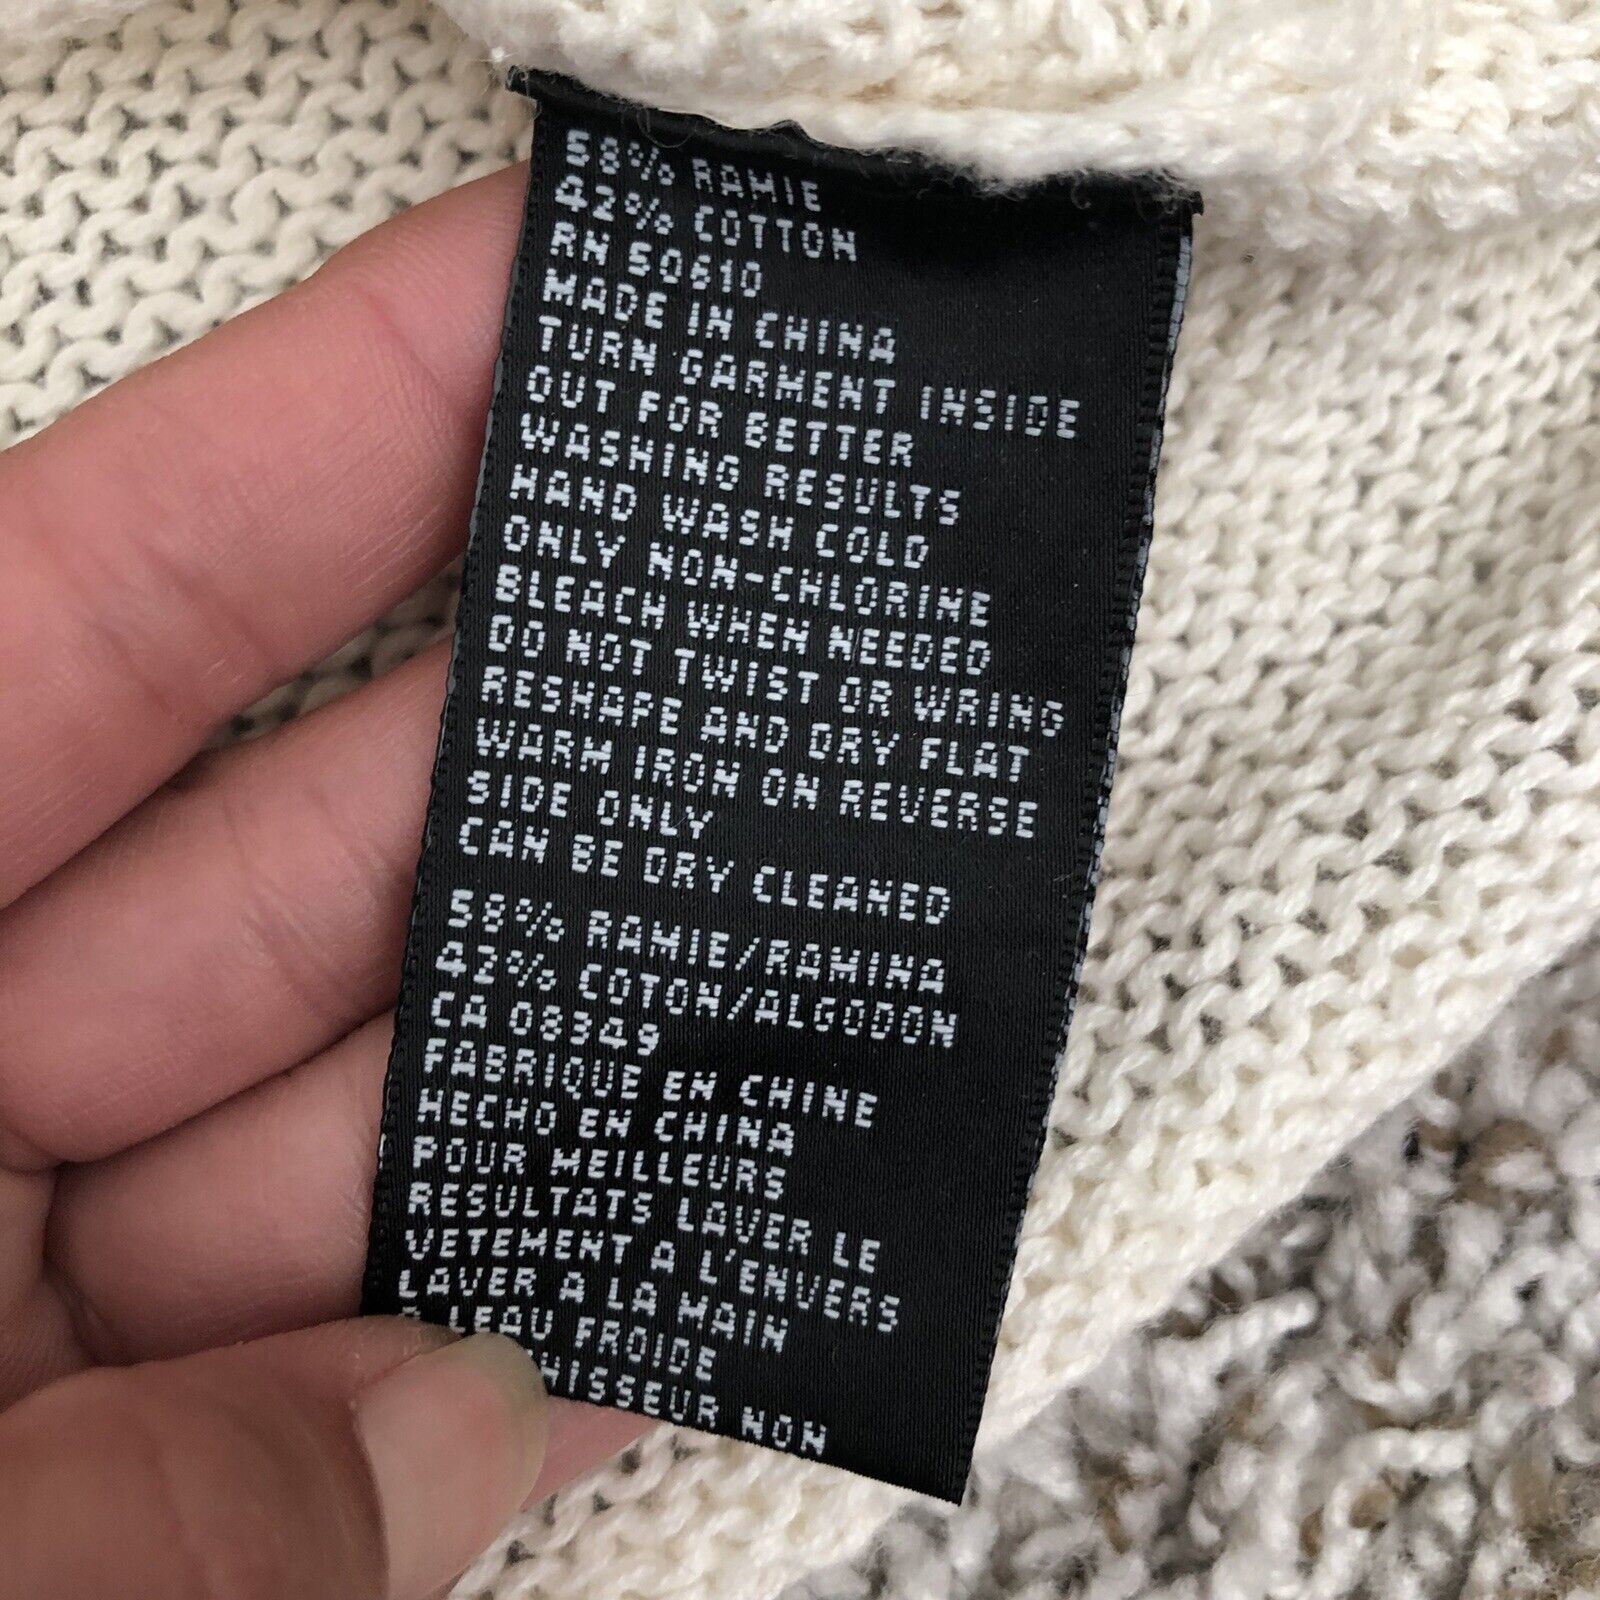 58% RAMIE
42% COTTON
RN 50610
MADE IN CHINA
TURN GARMENT INSIDE
OUT FOR BETTER
WASHING RESULTS
HAND WASH COLD
ONLY NON-CHLORINE
BLEACH WHEN NEEDED
DO NOT TWIST OR WRING
RESHAPE AND DRY FLAT
WARM IRON ON REVERSE
SIDE ONLY
CAN BE DRY CLEANED
58% RAMIE/RAMINA
42% COTON/ALGODON
CA 08349
FABRIQUE EN CHINE
HECHO EN CHINA
POUR MEILLEURS
RESULTATS LAVER LE
VETEMENT A L'ENVERS
LAVER A LA MAIN
A LEAU FROIDE
NON